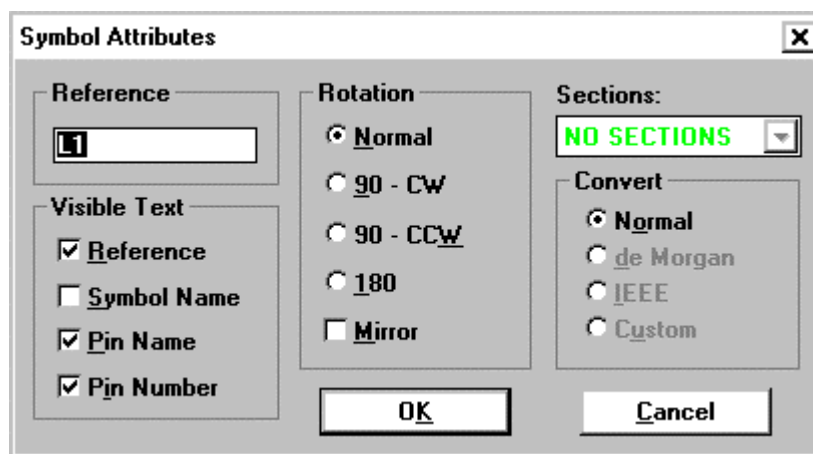 Symbol Attributes
Reference
L1
Visible Text
Reference
Symbol Name
Pin Name
Pin Number
Rotation
Normal
90 - CW
90 - CCW
180
Mirror
Sections:
NO SECTIONS
Convert
Normal
de Morgan
IEEE
Custom
OK
Cancel